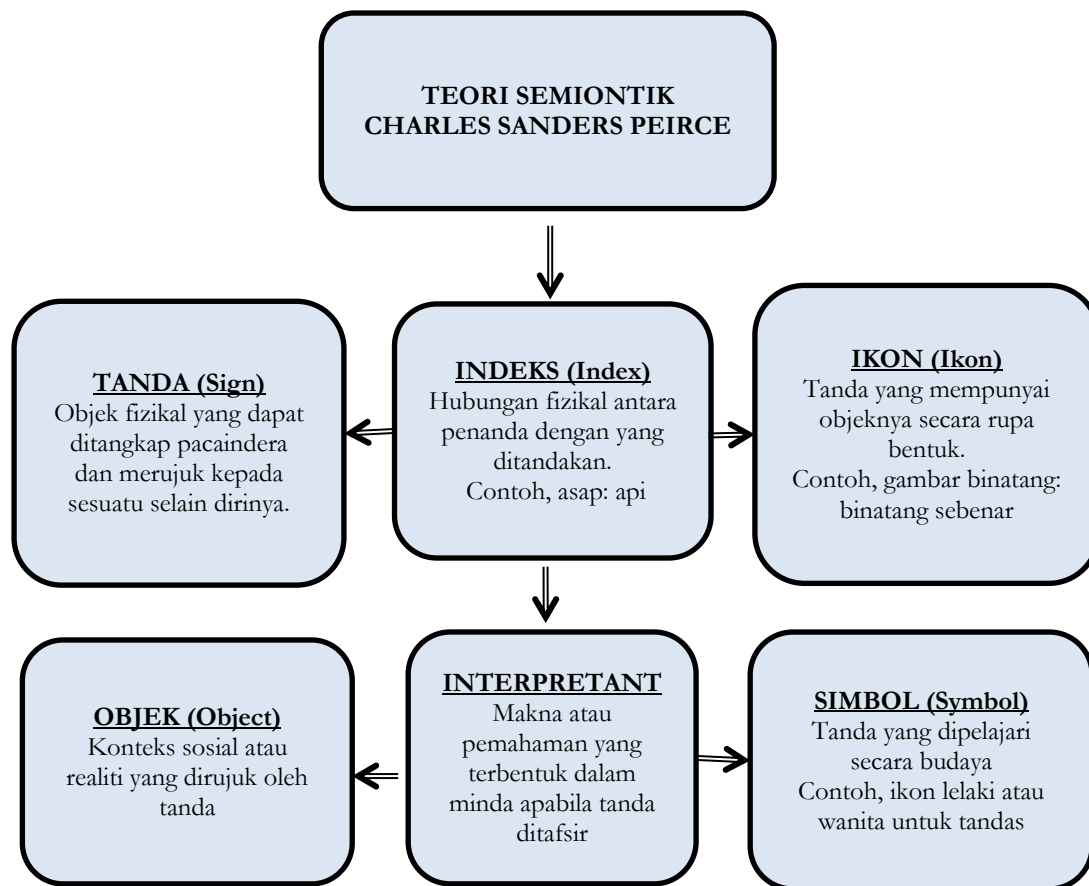 TEORI SEMIONTIK
CHARLES SANDERS PEIRCE
TANDA (Sign)
Objek fizikal yang dapat
ditangkap pacaindera
dan merujuk kepada
sesuatu selain dirinya.
INDEKS (Index)
Hubungan fizikal antara
penanda dengan yang
ditandakan.
Contoh, asap: api
IKON (Ikon)
Tanda yang mempunyai
objeknya secara rupa
bentuk.
Contoh, gambar binatang:
binatang sebenar
OBJEK (Object)
Konteks sosial atau
realiti yang dirujuk oleh
tanda
INTERPRETANT
Makna atau
pemahaman yang
terbentuk dalam
minda apabila tanda
ditafsir
SIMBOL (Symbol)
Tanda yang dipelajari
secara budaya
Contoh, ikon lelaki atau
wanita untuk tandas